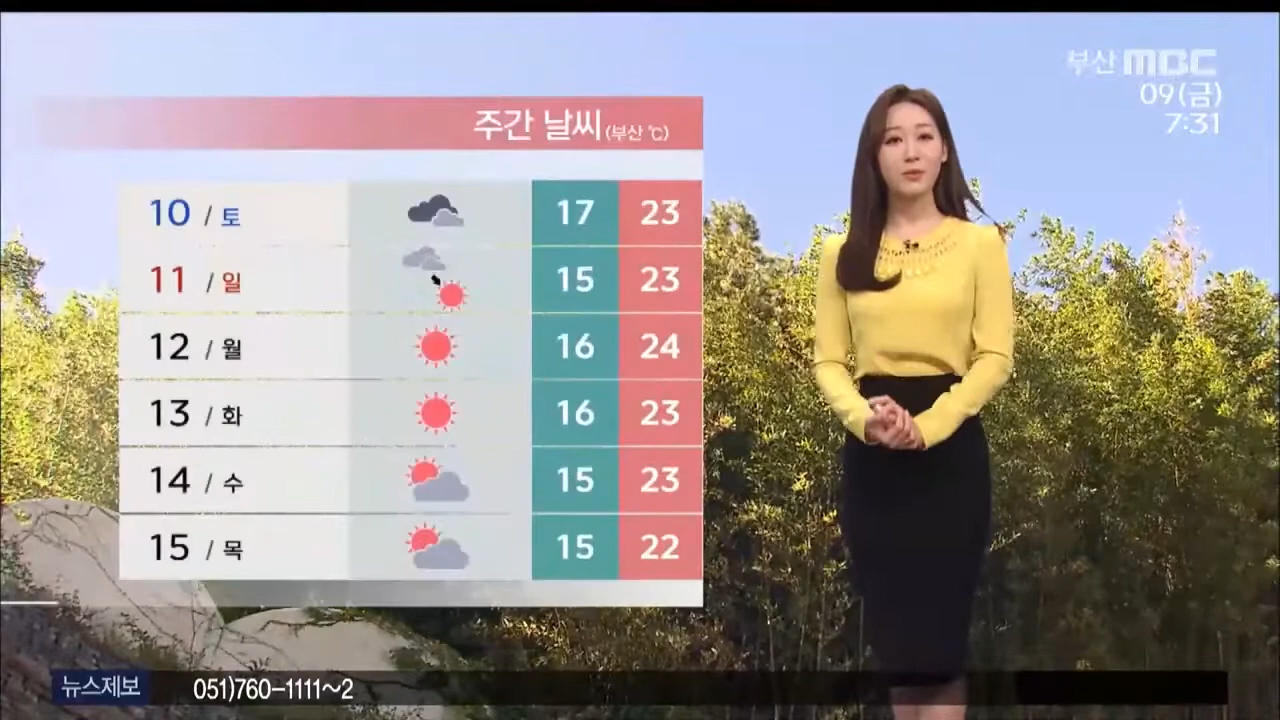 부산 MBC
09(금)
7:31
주간 날씨 (부산 ℃)
10 / 토 17 23
11 / 일 15 23
12 / 월 16 24
13 / 화 16 23
14 / 수 15 23
15 / 목 15 22
뉴스제보 051)760-1111~2